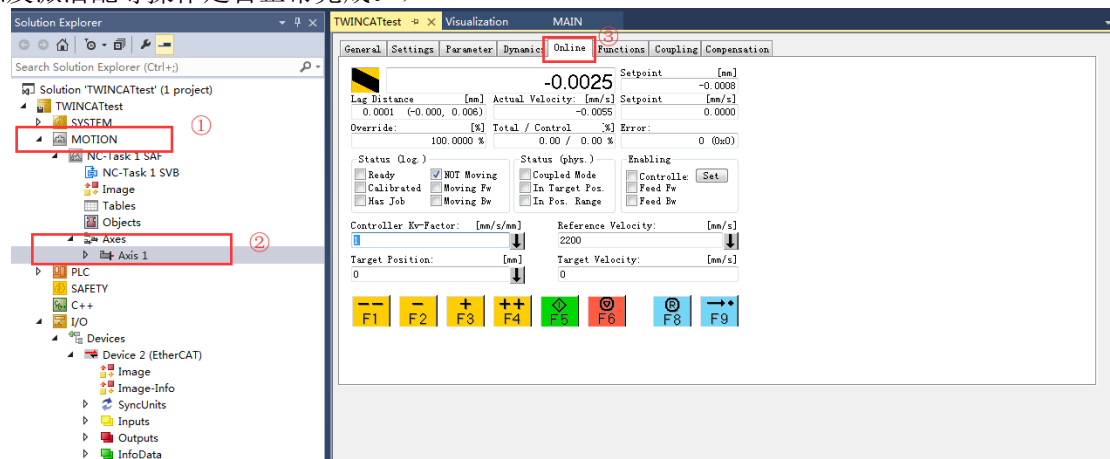 Solution Explorer
Search Solution Explorer (Ctrl+;)
Solution 'TWINCATtest' (1 project)
TWINCATtest
SYSTEM
①
MOTION
NC-Task 1 SAF
NC-Task 1 SVB
Image
Tables
Objects
Axes
②
Axis 1
PLC
SAFETY
C++
I/O
Devices
Device 2 (EtherCAT)
Image
Image-Info
SyncUnits
Inputs
Outputs
InfoData
TWINCATtest Visualization MAIN
③
General Settings Parameter Dynamics Online Functions Coupling Compensation
-0.0025
Setpoint [mm]
-0.0008
Lag Distance [mm] Actual Velocity: [mm/s] Setpoint [mm/s]
0.0001 (-0.000, 0.006) -0.0055 0.0000
Override: [%] Total / Control [%] Error:
100.0000 % 0.00 / 0.00 % 0 (0x0)
Status (log.) Status (phys.) Enabling
Ready NOT Moving Coupled Mode Controlle: Set
Calibrated Moving Fw In Target Pos. Feed Fw
Has Job Moving Bw In Pos. Range Feed Bw
Controller Kv-Factor: [mm/s/mm] Reference Velocity: [mm/s]
1 2200
Target Position: [mm] Target Velocity: [mm/s]
0 0
-- - + ++ R
F1 F2 F3 F4 F5 F6 F8 F9